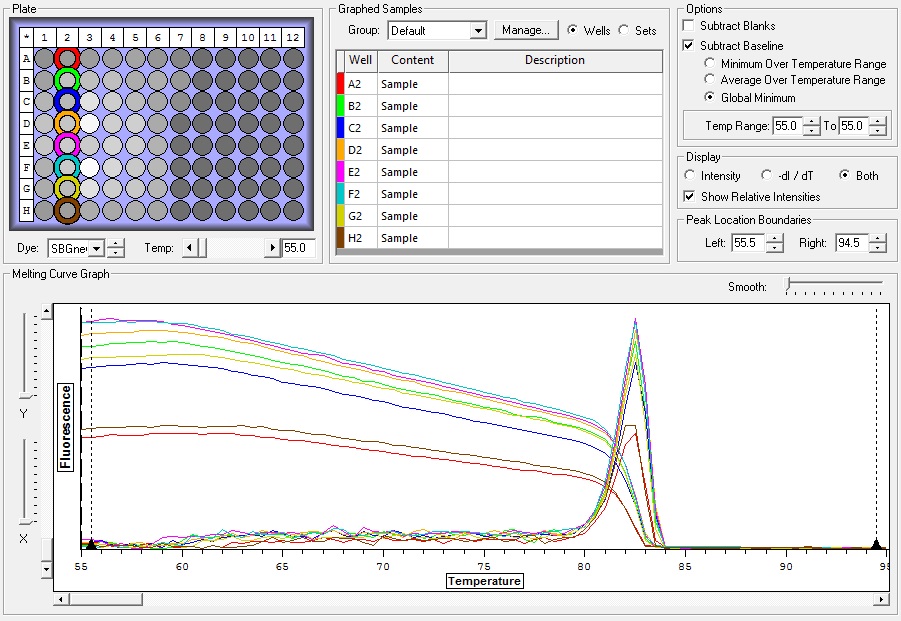 Plate
* 1 2 3 4 5 6 7 8 9 10 11 12
A
B
C
D
E
F
G
H
Dye: SBGne Temp: 55.0
Graphed Samples
Group: Default Manage... Wells Sets
Well Content Description
A2 Sample
B2 Sample
C2 Sample
D2 Sample
E2 Sample
F2 Sample
G2 Sample
H2 Sample
Options
Subtract Blanks
Subtract Baseline
Minimum Over Temperature Range
Average Over Temperature Range
Global Minimum
Temp Range: 55.0 To 55.0
Display
Intensity -dI / dT Both
Show Relative Intensities
Peak Location Boundaries
Left: 55.5 Right: 94.5
Melting Curve Graph
Smooth:
Y
X
Fluorescence
55 60 65 70 75 80 85 90 95
Temperature